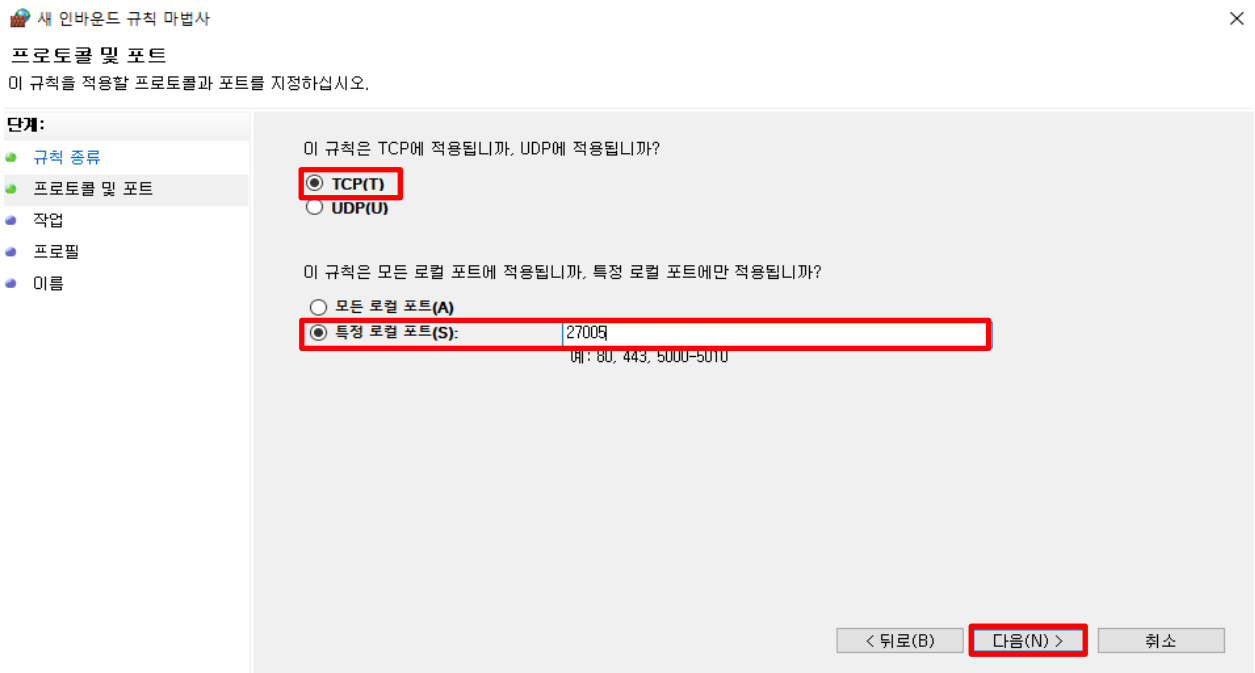 새 인바운드 규칙 마법사
프로토콜 및 포트
이 규칙을 적용할 프로토콜과 포트를 지정하십시오.
단계:
규칙 종류
프로토콜 및 포트
작업
프로필
이름
이 규칙은 TCP에 적용됩니까, UDP에 적용됩니까?
TCP(T)
UDP(U)
이 규칙은 모든 로컬 포트에 적용됩니까, 특정 로컬 포트에만 적용됩니까?
모든 로컬 포트(A)
특정 로컬 포트(S): 27005
예: 80, 443, 5000-5010
< 뒤로(B) 다음(N) > 취소